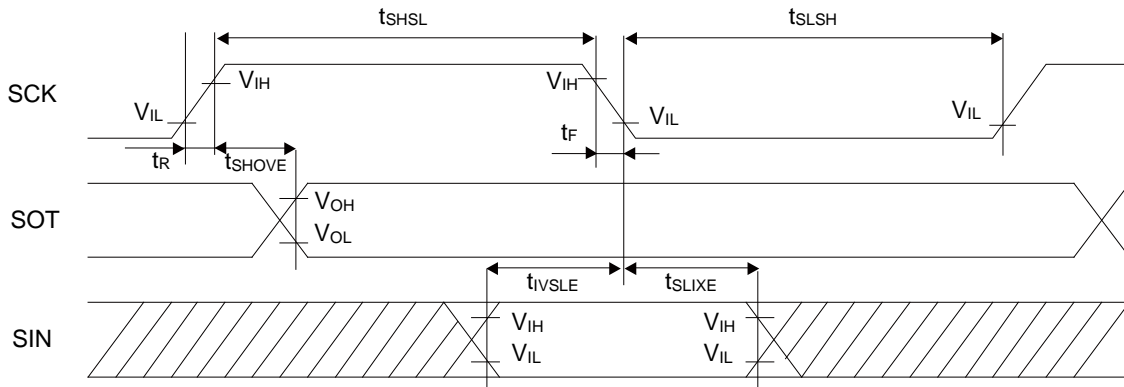 tSHSL tSLSH
SCK VIH VIH
VIL VIL VIL
tR tSHOVE tF
SOT VOH
VOL
tIVSLE tSLIXE
SIN VIH VIH
VIL VIL